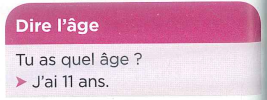 Dire l'âge
Tu as quel âge ?
➤ J'ai 11 ans.